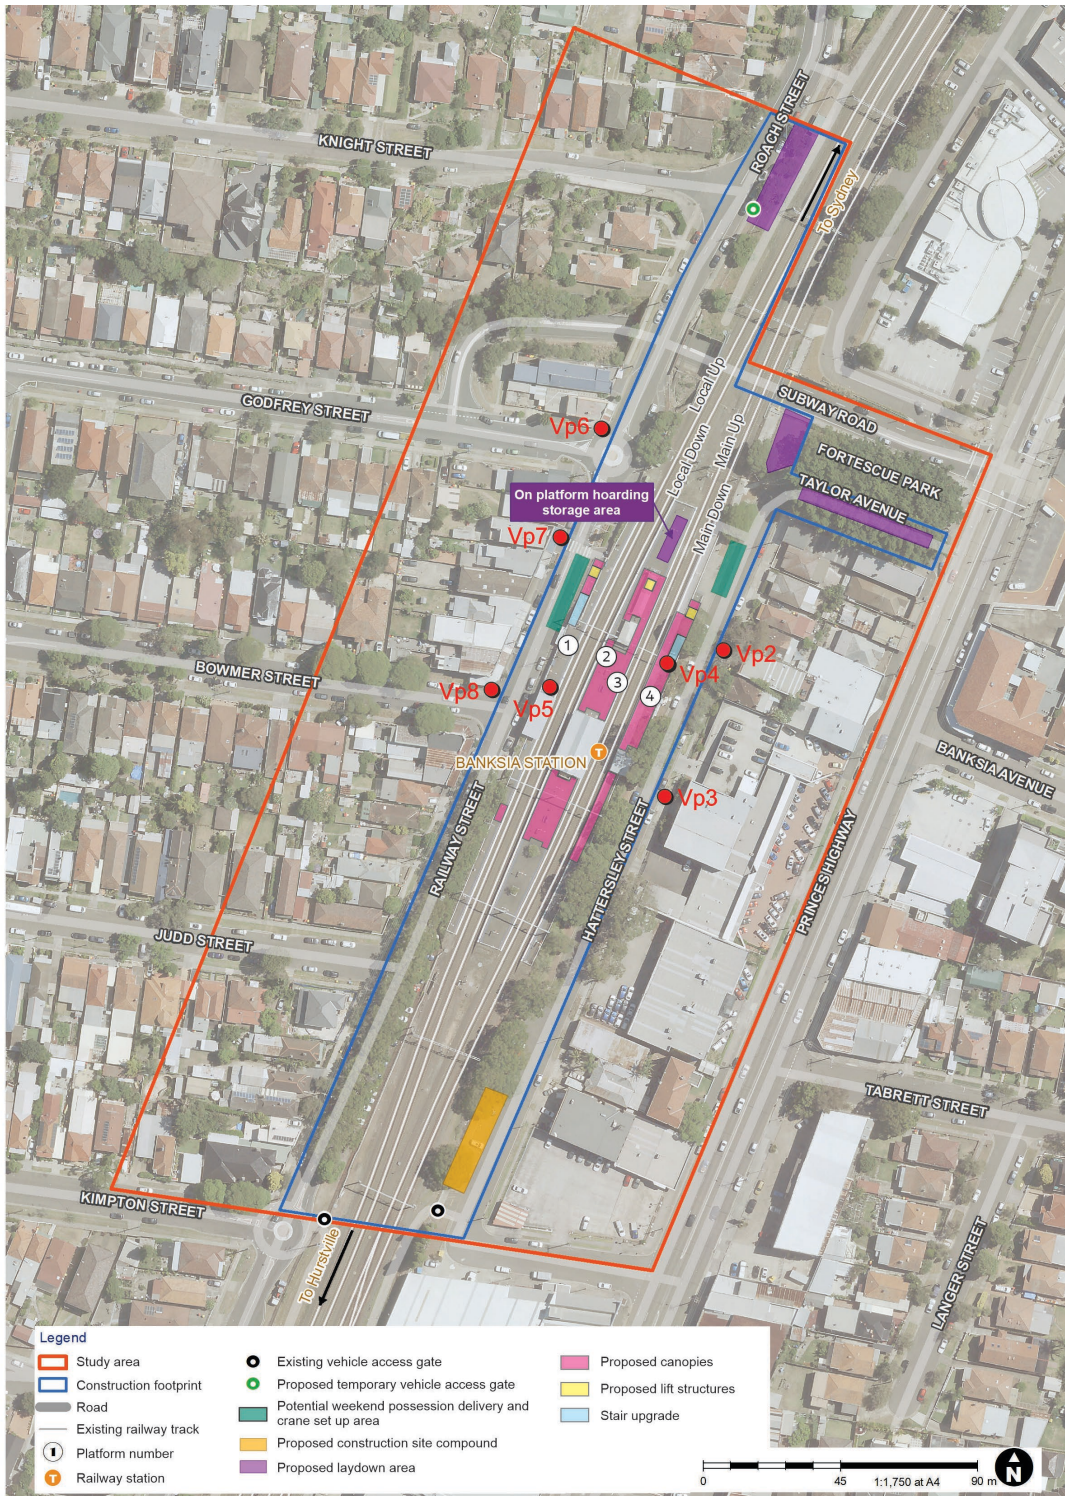 ROACH STREET
KNIGHT STREET
To Sydney
Local Up
SUBWAY ROAD
GODFREY STREET
Vp6
Local Down
Main Up
FORTESCUE PARK
On platform hoarding
storage area
TAYLOR AVENUE
Main Down
Vp7
1
2
Vp2
BOWMER STREET
Vp4
3
4
Vp8
Vp5
T
BANKSIA STATION
BANKSIA AVENUE
Vp3
RAILWAY STREET
HATTERSLEY STREET
PRINCES HIGHWAY
JUDD STREET
TABRETT STREET
KIMPTON STREET
To Hurstville
LANGER STREET
Legend
Study area
Construction footprint
Road
Existing railway track
1
Platform number
T
Railway station
Existing vehicle access gate
Proposed temporary vehicle access gate
Potential weekend possession delivery and
crane set up area
Proposed construction site compound
Proposed laydown area
Proposed canopies
Proposed lift structures
Stair upgrade
0 45 90 m
1:1,750 at A4
N